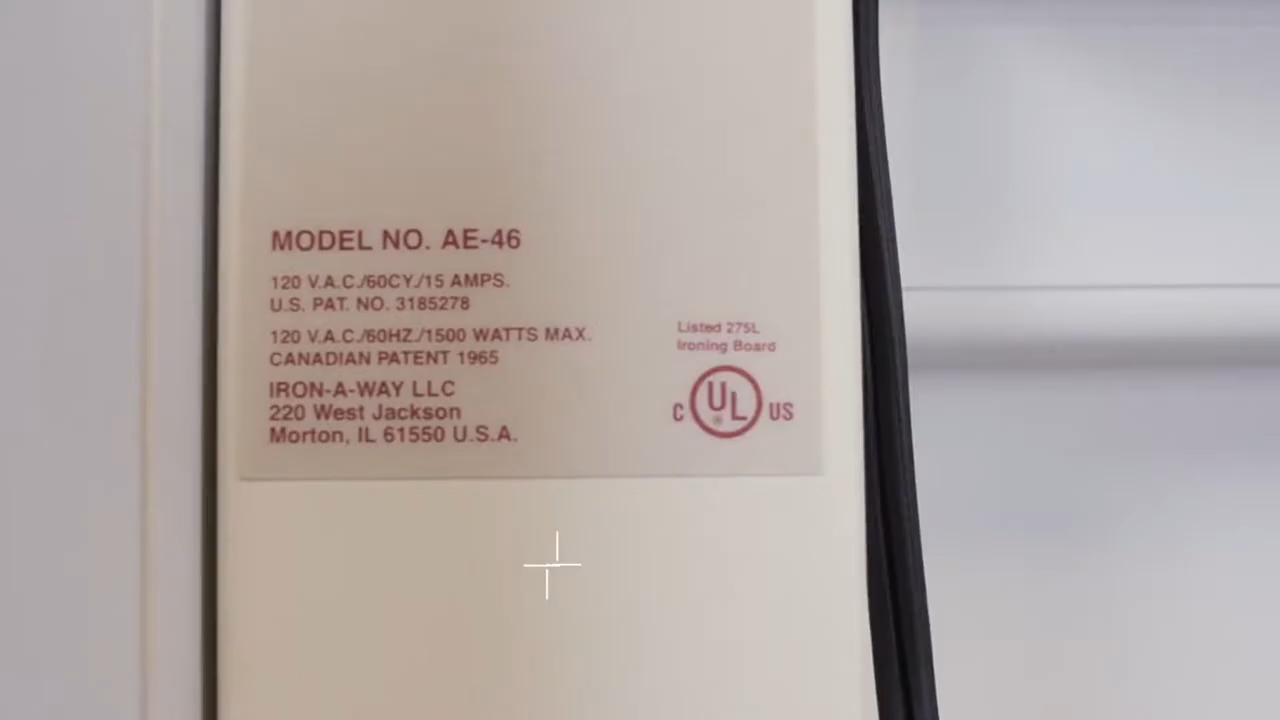 MODEL NO. AE-46
120 V.A.C./60CY./15 AMPS.
U.S. PAT. NO. 3185278
120 V.A.C./60HZ./1500 WATTS MAX.
CANADIAN PATENT 1965
IRON-A-WAY LLC
220 West Jackson
Morton, IL 61550 U.S.A.
Listed 275L
Ironing Board
C UL ® US